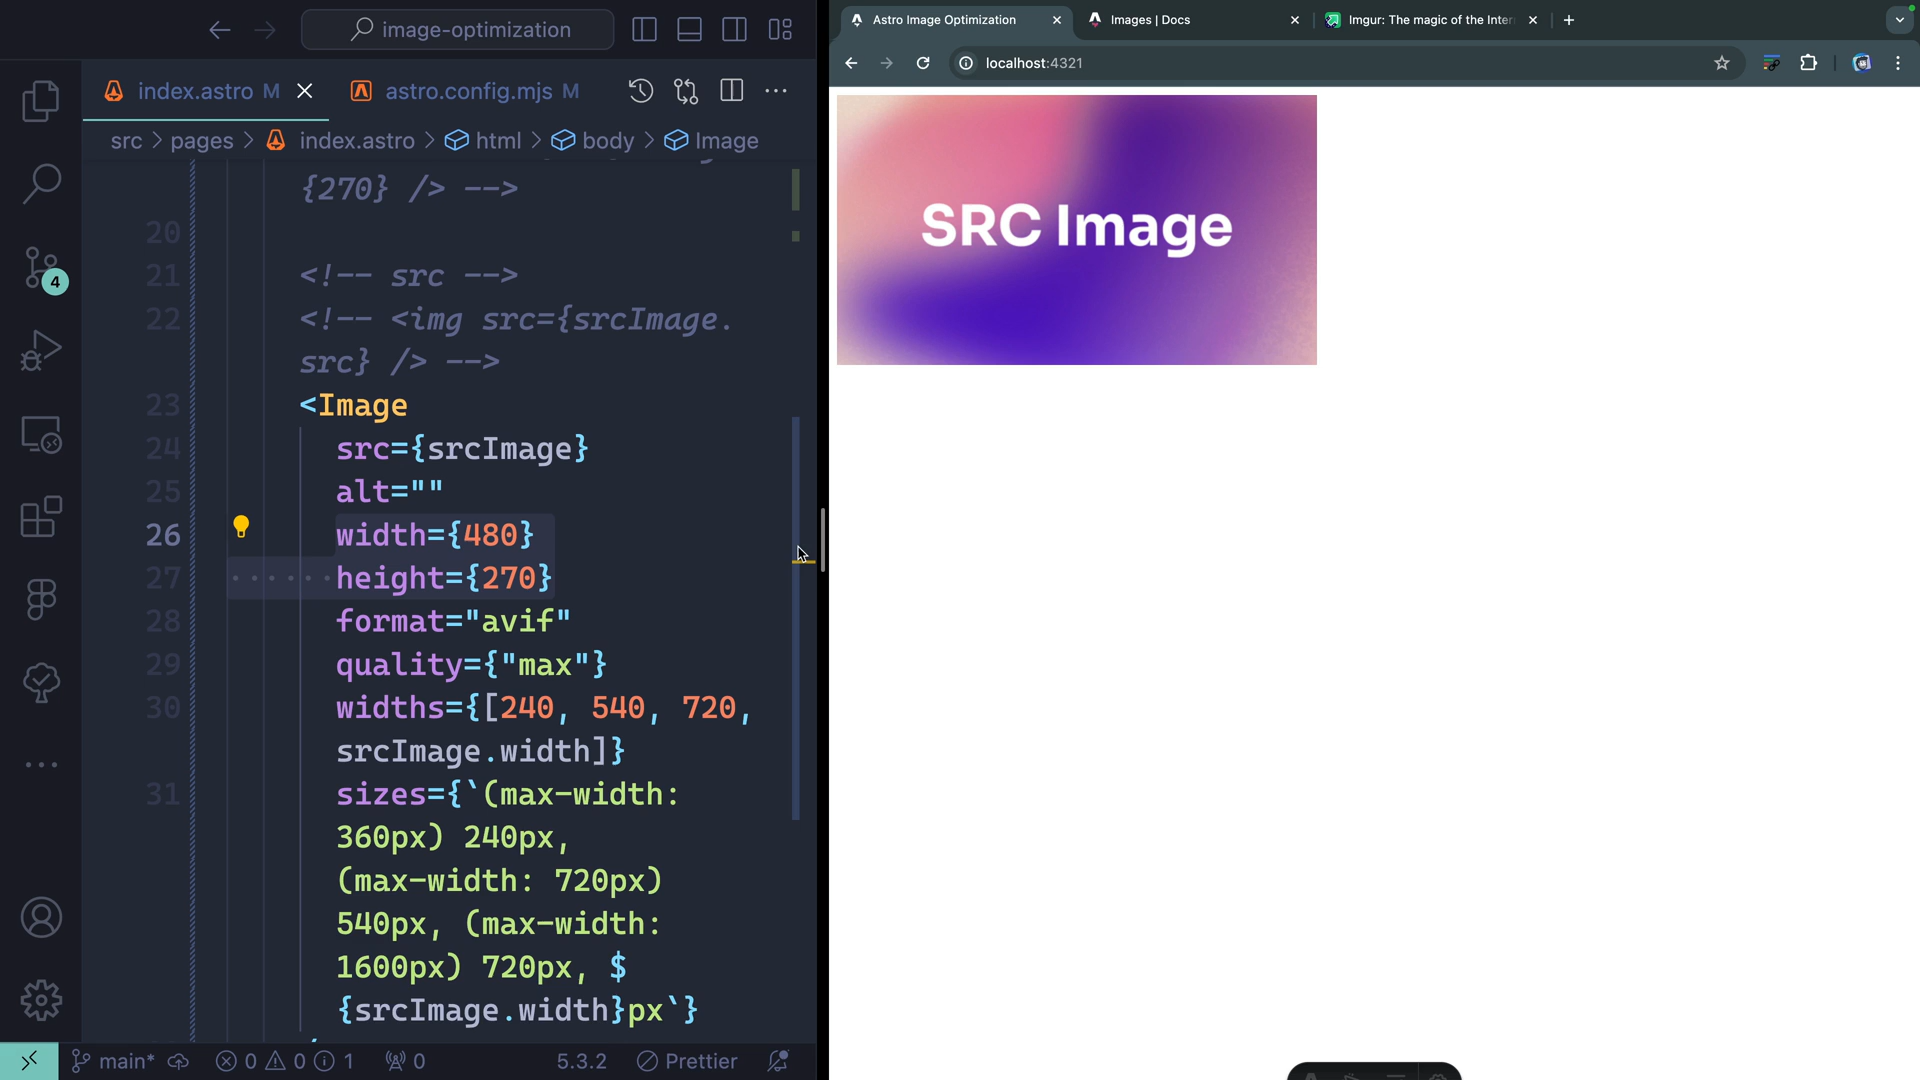 image-optimization
index.astro M
astro.config.mjs M
src > pages > index.astro > html > body > Image
{270} /> -->
20
21 <!-- src -->
22 <!-- <img src={srcImage.
src} /> -->
23 <Image
24 src={srcImage}
25 alt=""
26 width={480}
27 height={270}
28 format="avif"
29 quality={"max"}
30 widths={[240, 540, 720,
srcImage.width]}
31 sizes={`(max-width:
360px) 240px,
(max-width: 720px)
540px, (max-width:
1600px) 720px, $
{srcImage.width}px`}
4
main* 0 0 1 0 5.3.2 Prettier
Astro Image Optimization
Images | Docs
Imgur: The magic of the Inter
localhost:4321
SRC Image